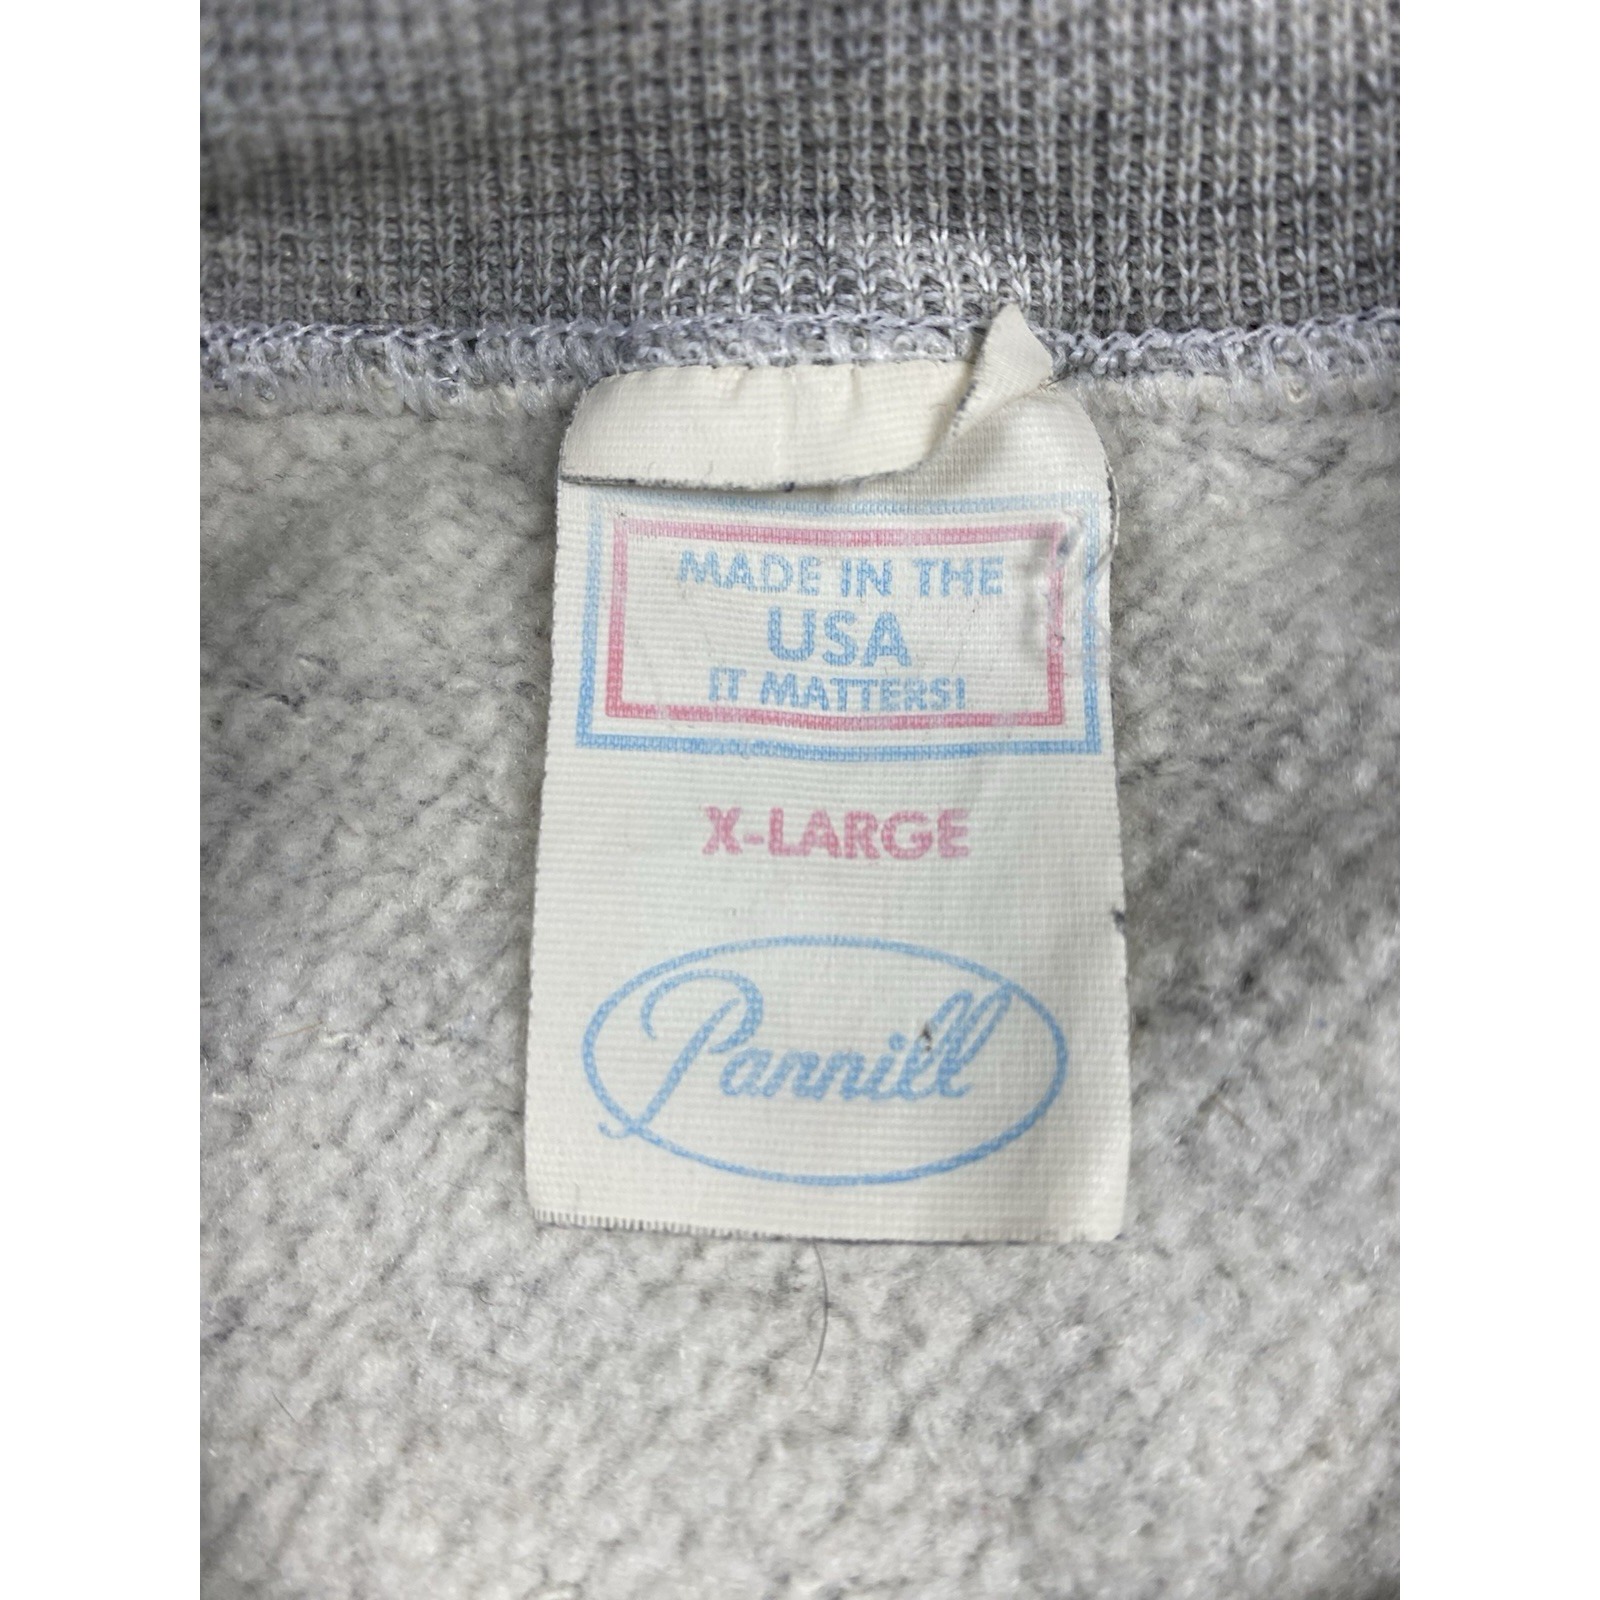 MADE IN THE
USA
IT MATTERS!
X-LARGE
Pannill